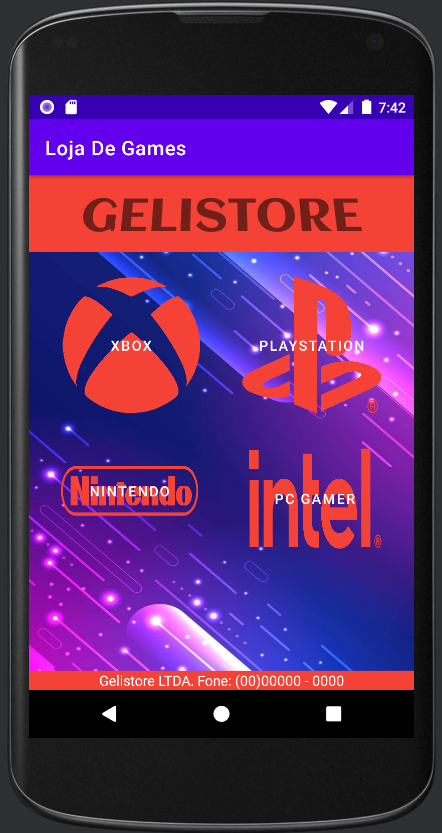 7:42
Loja De Games
GELISTORE
XBOX
PLAYSTATION
Nintendo
NINTENDO
intel
PC GAMER
Gelistore LTDA. Fone: (00)00000 - 0000